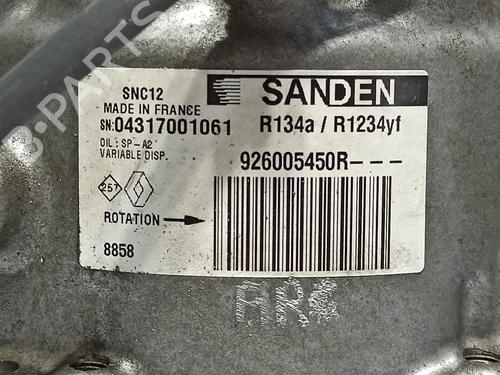 B-PARTS
SNC12
SANDEN
MADE IN FRANCE
SN:04317001061
R134a / R1234yf
OIL : SP-A2
VARIABLE DISP.
926005450R---
257
ROTATION
8858